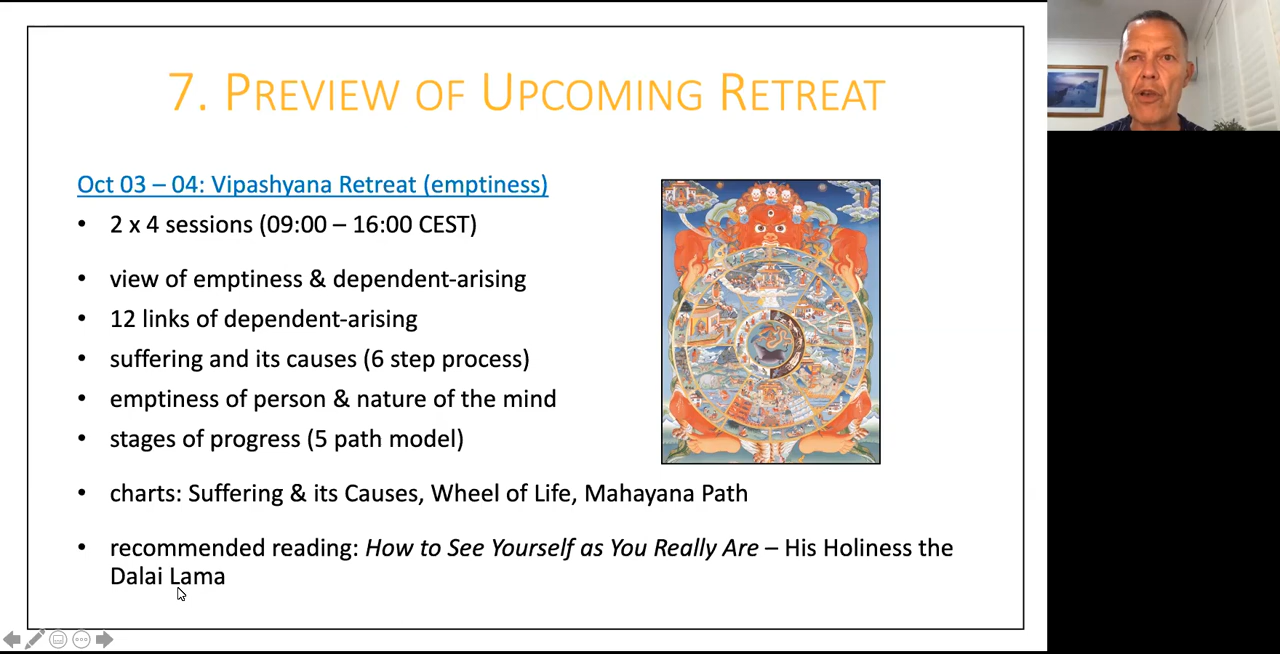 7. PREVIEW OF UPCOMING RETREAT
Oct 03 – 04: Vipashyana Retreat (emptiness)
• 2 x 4 sessions (09:00 – 16:00 CEST)
• view of emptiness & dependent-arising
• 12 links of dependent-arising
• suffering and its causes (6 step process)
• emptiness of person & nature of the mind
• stages of progress (5 path model)
• charts: Suffering & its Causes, Wheel of Life, Mahayana Path
• recommended reading: How to See Yourself as You Really Are – His Holiness the
Dalai Lama